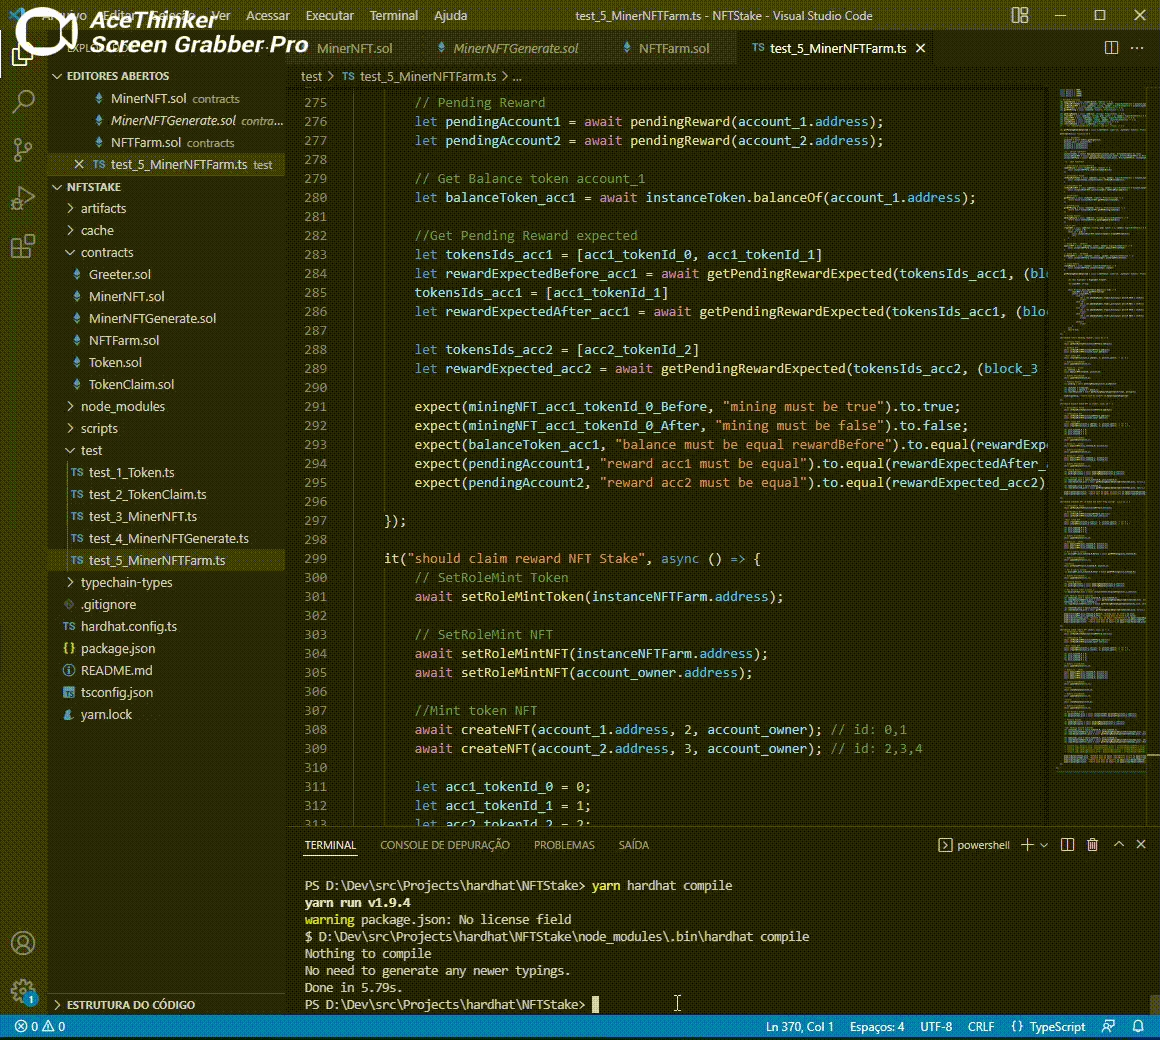 Arquivo Editar Ver Acessar Executar Terminal Ajuda
test_5_MinerNFTFarm.ts - NFTStake - Visual Studio Code
AceThinker
Screen Grabber Pro
MinerNFT.sol
MinerNFTGenerate.sol
NFTFarm.sol
TS test_5_MinerNFTFarm.ts
EDITORES ABERTOS
MinerNFT.sol contracts
MinerNFTGenerate.sol contra...
NFTFarm.sol contracts
TS test_5_MinerNFTFarm.ts test
NFTSTAKE
artifacts
cache
contracts
Greeter.sol
MinerNFT.sol
MinerNFTGenerate.sol
NFTFarm.sol
Token.sol
TokenClaim.sol
node_modules
scripts
test
TS test_1_Token.ts
TS test_2_TokenClaim.ts
TS test_3_MinerNFT.ts
TS test_4_MinerNFTGenerate.ts
TS test_5_MinerNFTFarm.ts
typechain-types
.gitignore
TS hardhat.config.ts
{} package.json
README.md
tsconfig.json
yarn.lock
ESTRUTURA DO CÓDIGO
test > TS test_5_MinerNFTFarm.ts > ...
275 // Pending Reward
276 let pendingAccount1 = await pendingReward(account_1.address);
277 let pendingAccount2 = await pendingReward(account_2.address);
278
279 // Get Balance token account_1
280 let balanceToken_acc1 = await instanceToken.balanceOf(account_1.address);
281
282 //Get Pending Reward expected
283 let tokensIds_acc1 = [acc1_tokenId_0, acc1_tokenId_1]
284 let rewardExpectedBefore_acc1 = await getPendingRewardExpected(tokensIds_acc1, (blo
285 tokensIds_acc1 = [acc1_tokenId_1]
286 let rewardExpectedAfter_acc1 = await getPendingRewardExpected(tokensIds_acc1, (bloc
287
288 let tokensIds_acc2 = [acc2_tokenId_2]
289 let rewardExpected_acc2 = await getPendingRewardExpected(tokensIds_acc2, (block_3
290
291 expect(miningNFT_acc1_tokenId_0_Before, "mining must be true").to.true;
292 expect(miningNFT_acc1_tokenId_0_After, "mining must be false").to.false;
293 expect(balanceToken_acc1, "balance must be equal rewardBefore").to.equal(rewardExpe
294 expect(pendingAccount1, "reward acc1 must be equal").to.equal(rewardExpectedAfter_a
295 expect(pendingAccount2, "reward acc2 must be equal").to.equal(rewardExpected_acc2)
296
297 });
298
299 it("should claim reward NFT Stake", async () => {
300 // SetRoleMint Token
301 await setRoleMintToken(instanceNFTFarm.address);
302
303 // SetRoleMint NFT
304 await setRoleMintNFT(instanceNFTFarm.address);
305 await setRoleMintNFT(account_owner.address);
306
307 //Mint token NFT
308 await createNFT(account_1.address, 2, account_owner); // id: 0,1
309 await createNFT(account_2.address, 3, account_owner); // id: 2,3,4
310
311 let acc1_tokenId_0 = 0;
312 let acc1_tokenId_1 = 1;
313 let acc2_tokenId_2 = 2;
TERMINAL CONSOLE DE DEPURAÇÃO PROBLEMAS SAÍDA
powershell
PS D:\Dev\src\Projects\hardhat\NFTStake> yarn hardhat compile
yarn run v1.9.4
warning package.json: No license field
$ D:\Dev\src\Projects\hardhat\NFTStake\node_modules\.bin\hardhat compile
Nothing to compile
No need to generate any newer typings.
Done in 5.79s.
PS D:\Dev\src\Projects\hardhat\NFTStake>
1
0 0
Ln 370, Col 1 Espaços: 4 UTF-8 CRLF {} TypeScript